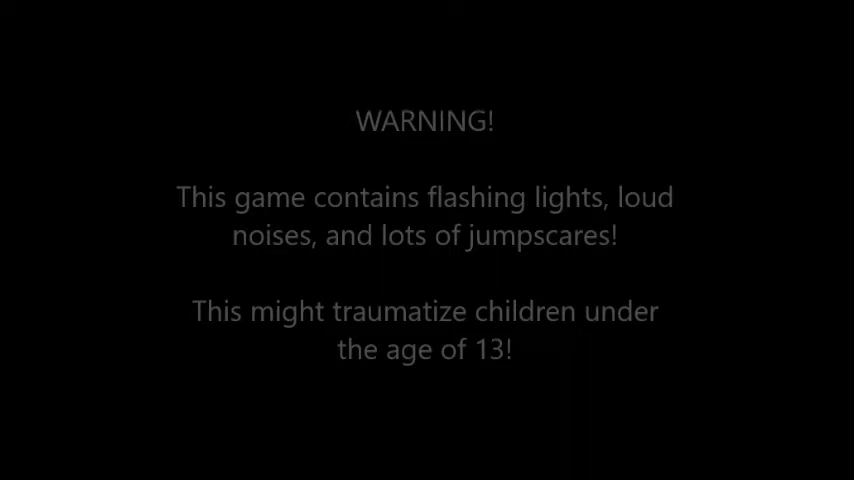 WARNING!
This game contains flashing lights, loud
noises, and lots of jumpscares!
This might traumatize children under
the age of 13!